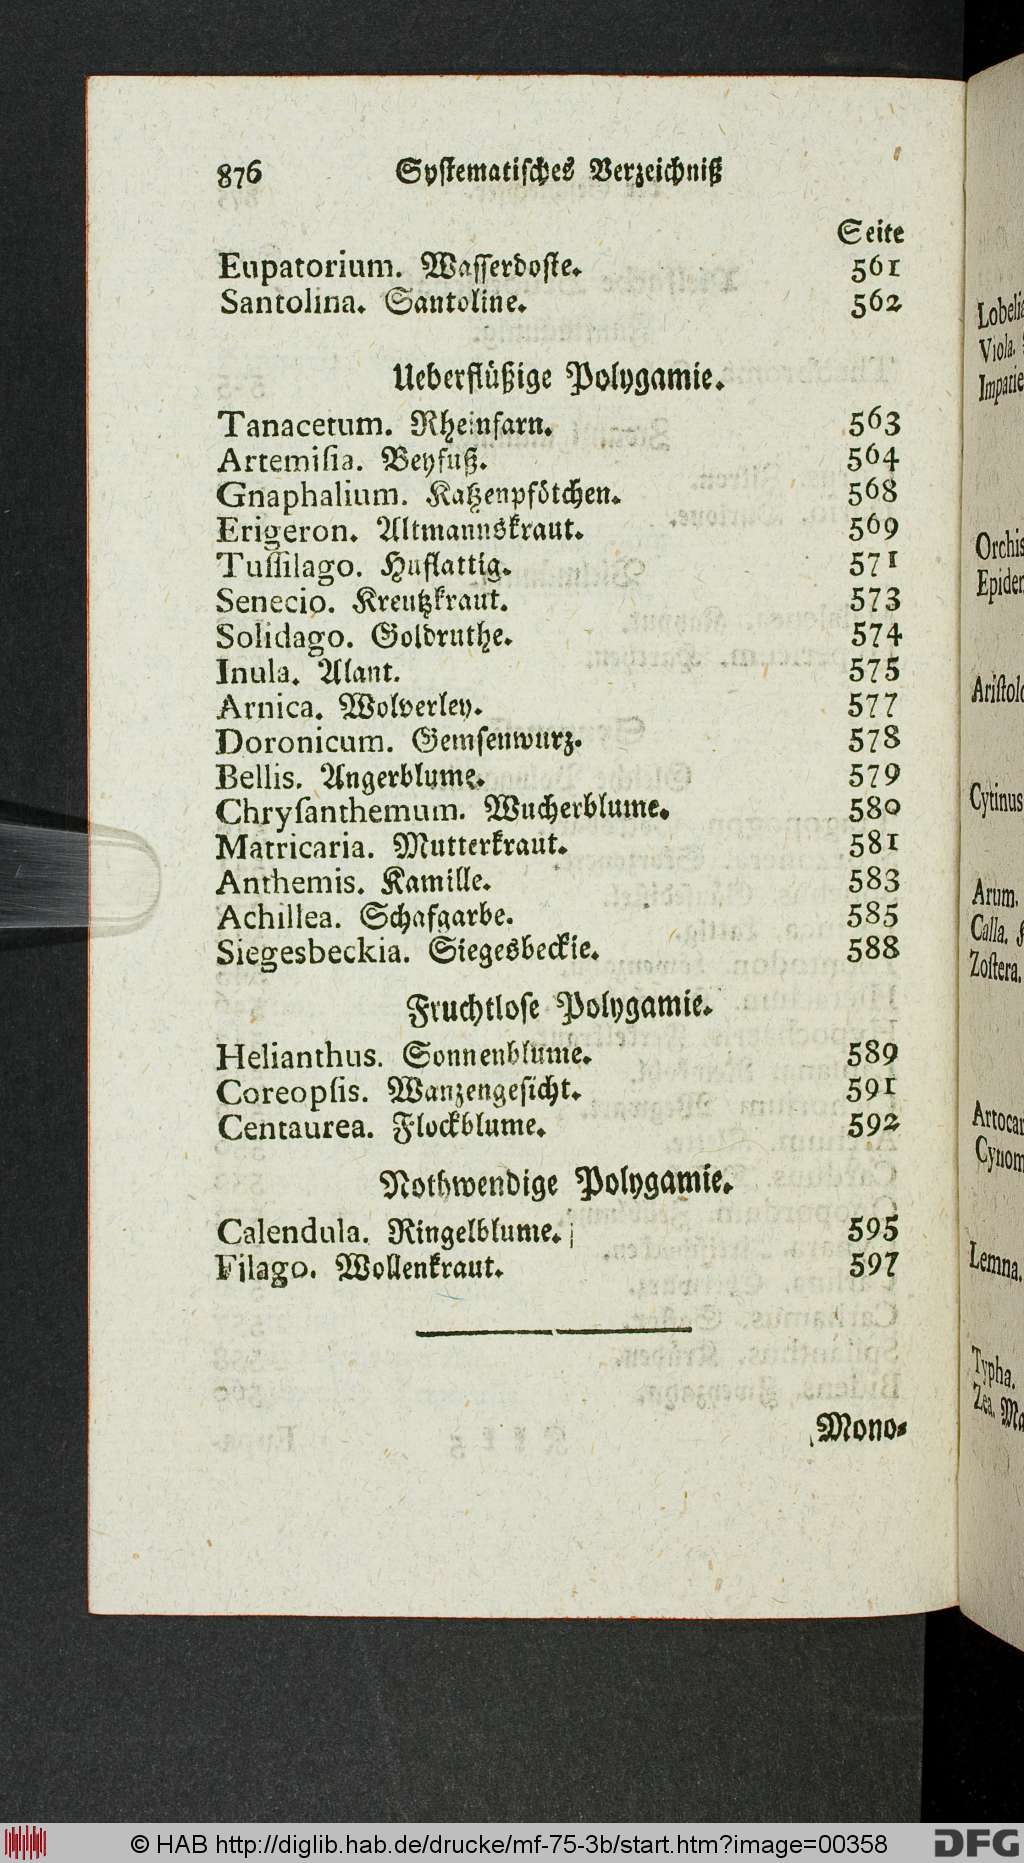 876 Systematisches Verzeichniß
Seite
Eupatorium. Wasserdoste. 561
Santolina. Santoline. 562
Ueberflüßige Polygamie.
Tanacetum. Rheinfarn. 563
Artemiſia. Beyfuß. 564
Gnaphalium. Katzenpfötchen. 568
Erigeron. Altmannskraut. 569
Tuſſilago. Huflattig. 571
Senecio. Kreutzkraut. 573
Solidago. Goldruthe. 574
Inula. Alant. 575
Arnica. Wolverley. 577
Doronicum. Gemſenwurz. 578
Bellis. Angerblume. 579
Chryſanthemum. Wucherblume. 580
Matricaria. Mutterkraut. 581
Anthemis. Kamille. 583
Achillea. Schafgarbe. 585
Siegesbeckia. Siegesbeckie. 588
Fruchtloſe Polygamie.
Helianthus. Sonnenblume. 589
Coreopſis. Wanzengeſicht. 591
Centaurea. Flockblume. 592
Nothwendige Polygamie.
Calendula. Ringelblume. 595
Filago. Wollenkraut. 597
Mono-
Viola.
Arum.
Calla.
Zoſtera.
Lemna.
Typha.
Zea.
© HAB http://diglib.hab.de/drucke/mf-75-3b/start.htm?image=00358
DFG